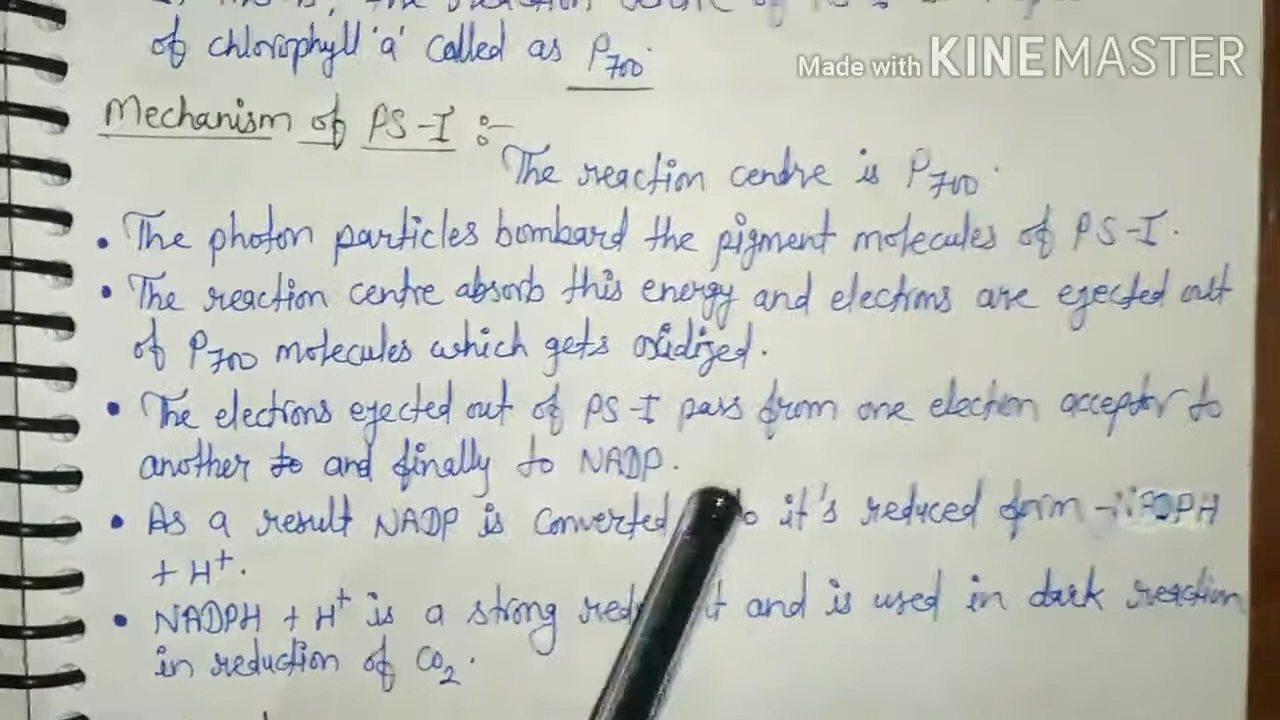 of chlorophyll 'a' called as P700.
Made with KINEMASTER
Mechanism of PS-I :-
The reaction centre is P700.
• The photon particles bombard the pigment molecules of PS-I.
• The reaction centre absorb this energy and electrons are ejected out
of P700 molecules which gets oxidized.
• The electrons ejected out of PS-I pass from one electron acceptor to
another to and finally to NADP.
• As a result NADP is converted it's reduced form - NADPH
+ H+.
• NADPH + H+ is a strong and is used in dark reaction
in reduction of CO2.